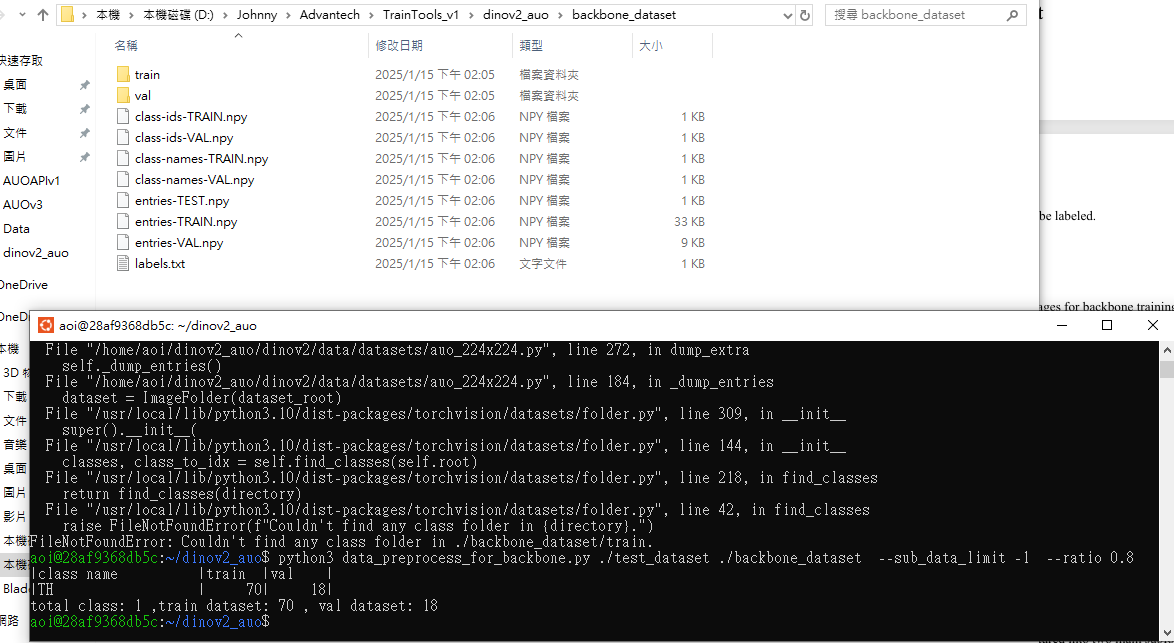 本機 › 本機磁碟 (D:) › Johnny › Advantech › TrainTools_v1 › dinov2_auo › backbone_dataset
搜尋 backbone_dataset
名稱 修改日期 類型 大小
快速存取
桌面
下載
文件
圖片
AUOAPIv1
AUOv3
Data
dinov2_auo
OneDrive
train 2025/1/15 下午 02:05 檔案資料夾
val 2025/1/15 下午 02:05 檔案資料夾
class-ids-TRAIN.npy 2025/1/15 下午 02:06 NPY 檔案 1 KB
class-ids-VAL.npy 2025/1/15 下午 02:06 NPY 檔案 1 KB
class-names-TRAIN.npy 2025/1/15 下午 02:06 NPY 檔案 1 KB
class-names-VAL.npy 2025/1/15 下午 02:06 NPY 檔案 1 KB
entries-TEST.npy 2025/1/15 下午 02:06 NPY 檔案 1 KB
entries-TRAIN.npy 2025/1/15 下午 02:06 NPY 檔案 33 KB
entries-VAL.npy 2025/1/15 下午 02:06 NPY 檔案 9 KB
labels.txt 2025/1/15 下午 02:06 文字文件 1 KB
be labeled.
ages for backbone training
OneDr
本機
3D
下載
文件
音樂
桌面
圖片
影片
本機
本機
Blad
網路
aoi@28af9368db5c: ~/dinov2_auo
File "/home/aoi/dinov2_auo/dinov2/data/datasets/auo_224x224.py", line 272, in dump_extra
self._dump_entries()
File "/home/aoi/dinov2_auo/dinov2/data/datasets/auo_224x224.py", line 184, in _dump_entries
dataset = ImageFolder(dataset_root)
File "/usr/local/lib/python3.10/dist-packages/torchvision/datasets/folder.py", line 309, in __init__
super().__init__(
File "/usr/local/lib/python3.10/dist-packages/torchvision/datasets/folder.py", line 144, in __init__
classes, class_to_idx = self.find_classes(self.root)
File "/usr/local/lib/python3.10/dist-packages/torchvision/datasets/folder.py", line 218, in find_classes
return find_classes(directory)
File "/usr/local/lib/python3.10/dist-packages/torchvision/datasets/folder.py", line 42, in find_classes
raise FileNotFoundError(f"Couldn't find any class folder in {directory}.")
FileNotFoundError: Couldn't find any class folder in ./backbone_dataset/train.
aoi@28af9368db5c:~/dinov2_auo$ python3 data_preprocess_for_backbone.py ./test_dataset ./backbone_dataset --sub_data_limit -1 --ratio 0.8
|class name |train |val |
|TH | 70| 18|
total class: 1 ,train dataset: 70 , val dataset: 18
aoi@28af9368db5c:~/dinov2_auo$